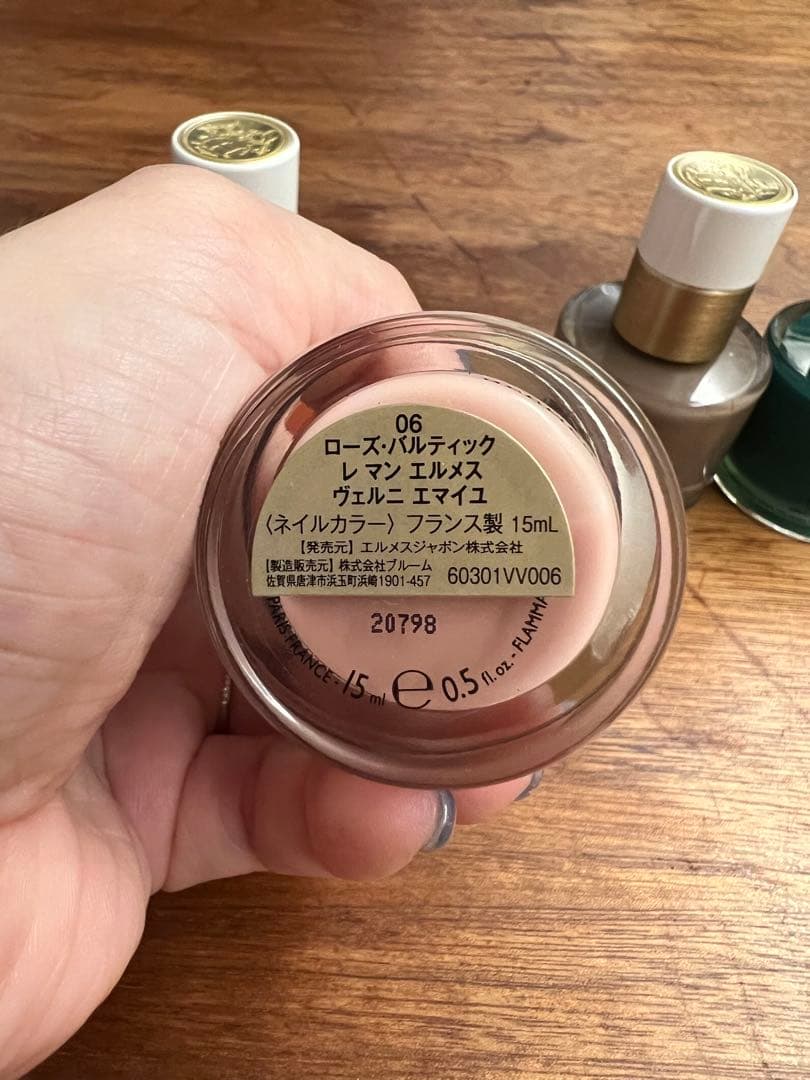 06
ローズ・バルティック
レ マン エルメス
ヴェルニ エマイユ
〈ネイルカラー〉 フランス製 15mL
【発売元】エルメスジャポン株式会社
【製造販売元】株式会社ブルーム
佐賀県唐津市浜玉町浜崎1901-457 60301VV006
20798
PARIS FRANCE - 15 ml ℮ 0.5 fl. oz. - FLAMMA